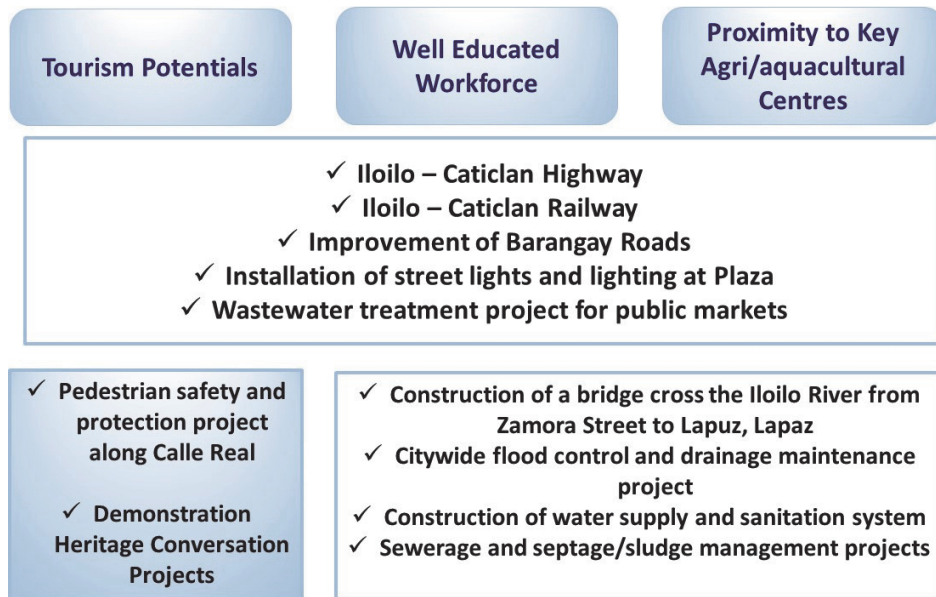 Tourism Potentials
Well Educated
Workforce
Proximity to Key
Agri/aquacultural
Centres
✓ Iloilo – Caticlan Highway
✓ Iloilo – Caticlan Railway
✓ Improvement of Barangay Roads
✓ Installation of street lights and lighting at Plaza
✓ Wastewater treatment project for public markets
✓ Pedestrian safety and
protection project
along Calle Real
✓ Demonstration
Heritage Conversation
Projects
✓ Construction of a bridge cross the Iloilo River from
Zamora Street to Lapuz, Lapaz
✓ Citywide flood control and drainage maintenance
project
✓ Construction of water supply and sanitation system
✓ Sewerage and septage/sludge management projects